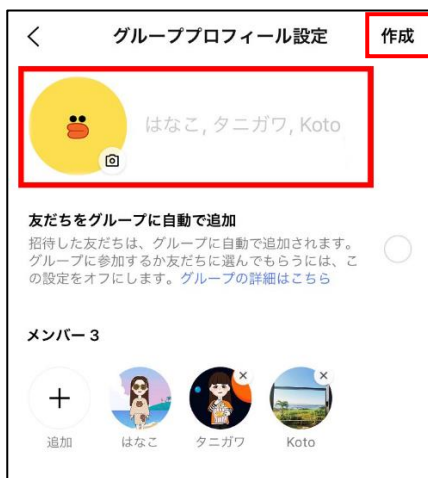 グループプロフィール設定 作成
はなこ, タニガワ, Koto
友だちをグループに自動で追加
招待した友だちは、グループに自動で追加されます。
グループに参加するか友だちに選んでもらうには、こ
の設定をオフにします。グループの詳細はこちら
メンバー 3
追加 はなこ タニガワ Koto